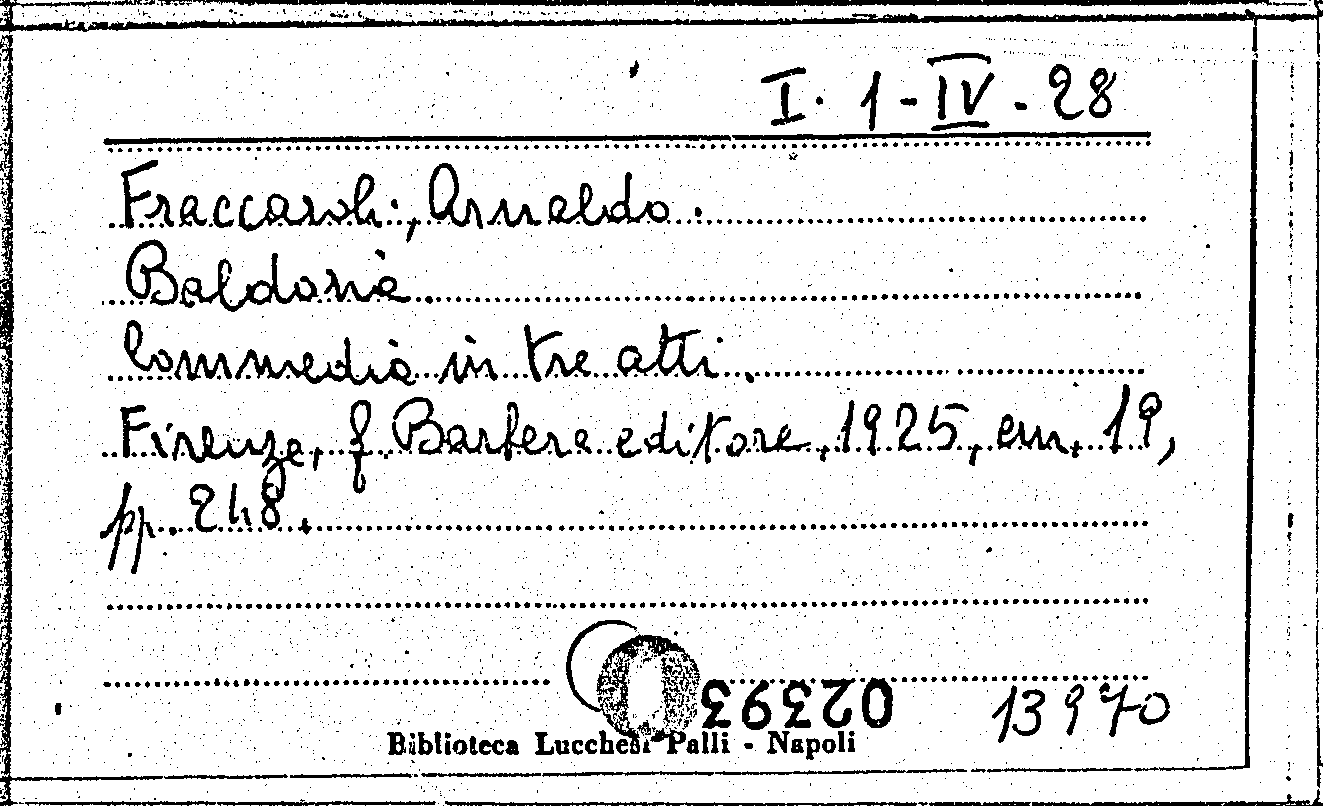 I. 1-IV-28
Fraccaroli, Arnaldo.
Baldoria
Commedia in tre atti.
Firenze, f. Barbera editore, 1925, cm. 19,
pp. 248.
02393
13970
Biblioteca Lucchesi Palli - Napoli